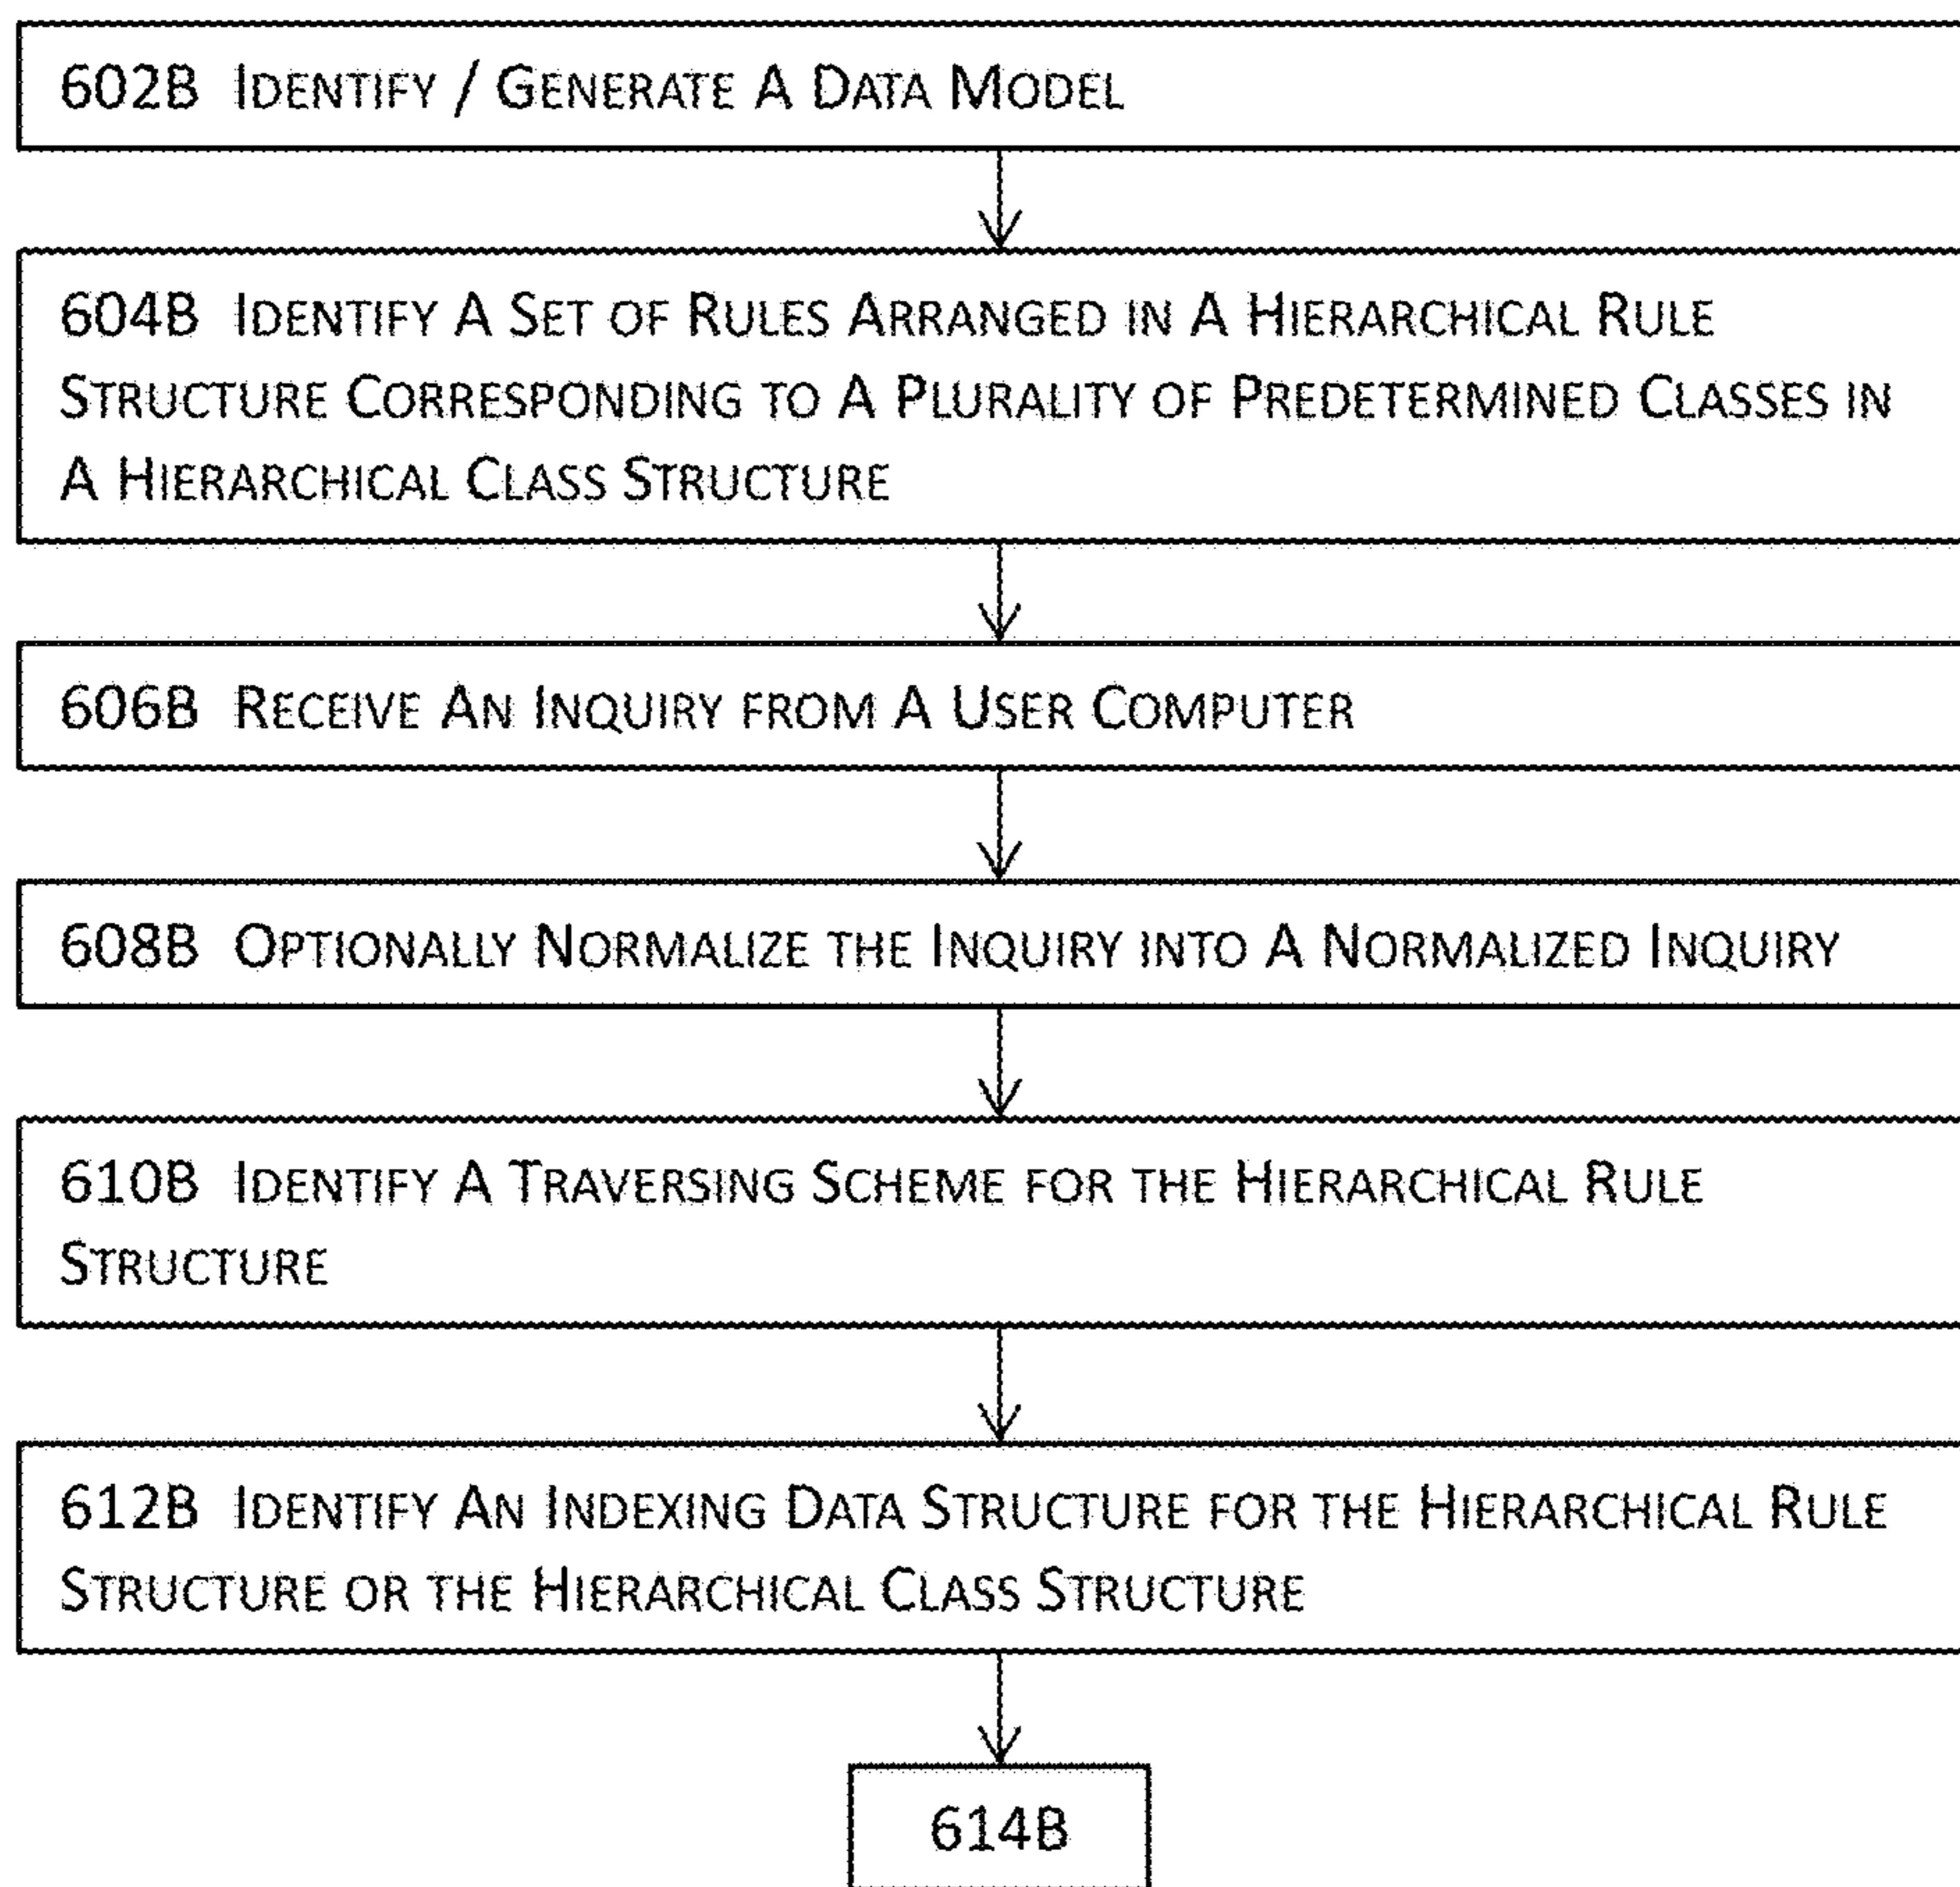 602B Identify / Generate A Data Model
604B Identify A Set of Rules Arranged in A Hierarchical Rule
Structure Corresponding to A Plurality of Predetermined Classes in
A Hierarchical Class Structure
606B Receive An Inquiry from A User Computer
608B Optionally Normalize the Inquiry into A Normalized Inquiry
610B Identify A Traversing Scheme for the Hierarchical Rule
Structure
612B Identify An Indexing Data Structure for the Hierarchical Rule
Structure or the Hierarchical Class Structure
614B